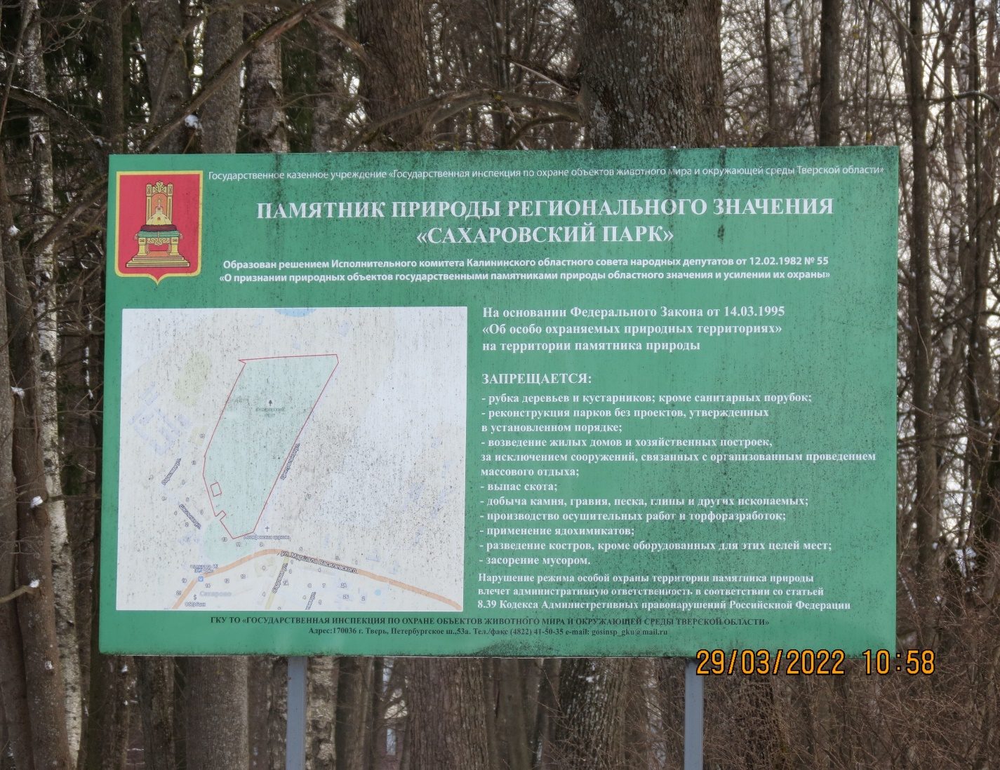 Государственное казенное учреждение «Государственная инспекция по охране объектов животного мира и окружающей среды Тверской области»
ПАМЯТНИК ПРИРОДЫ РЕГИОНАЛЬНОГО ЗНАЧЕНИЯ
«САХАРОВСКИЙ ПАРК»
Образован решением Исполнительного комитета Калининского областного совета народных депутатов от 12.02.1982 № 55
«О признании природных объектов государственными памятниками природы областного значения и усилении их охраны»
На основании Федерального Закона от 14.03.1995
«Об особо охраняемых природных территориях»
на территории памятника природы
ЗАПРЕЩАЕТСЯ:
- рубка деревьев и кустарников; кроме санитарных порубок;
- реконструкция парков без проектов, утвержденных
в установленном порядке;
- возведение жилых домов и хозяйственных построек,
за исключением сооружений, связанных с организованным проведением
массового отдыха;
- выпас скота;
- добыча камня, гравия, песка, глины и других ископаемых;
- производство осушительных работ и торфоразработок;
- применение ядохимикатов;
- разведение костров, кроме оборудованных для этих целей мест;
- засорение мусором.
Нарушение режима особой охраны территории памятника природы
влечет административную ответственность в соответствии со статьей
8.39 Кодекса Административных правонарушений Российской Федерации
ул. Маршала Василевского
Садовая ул.
Школьная ул.
Сахарово
Сбербанк
ГКУ ТО «ГОСУДАРСТВЕННАЯ ИНСПЕКЦИЯ ПО ОХРАНЕ ОБЪЕКТОВ ЖИВОТНОГО МИРА И ОКРУЖАЮЩЕЙ СРЕДЫ ТВЕРСКОЙ ОБЛАСТИ»
Адрес:170036 г. Тверь, Петербургское ш.,53а. Тел./факс (4822) 41-50-35 e-mail: gosinsp_gku@mail.ru
29/03/2022 10:58